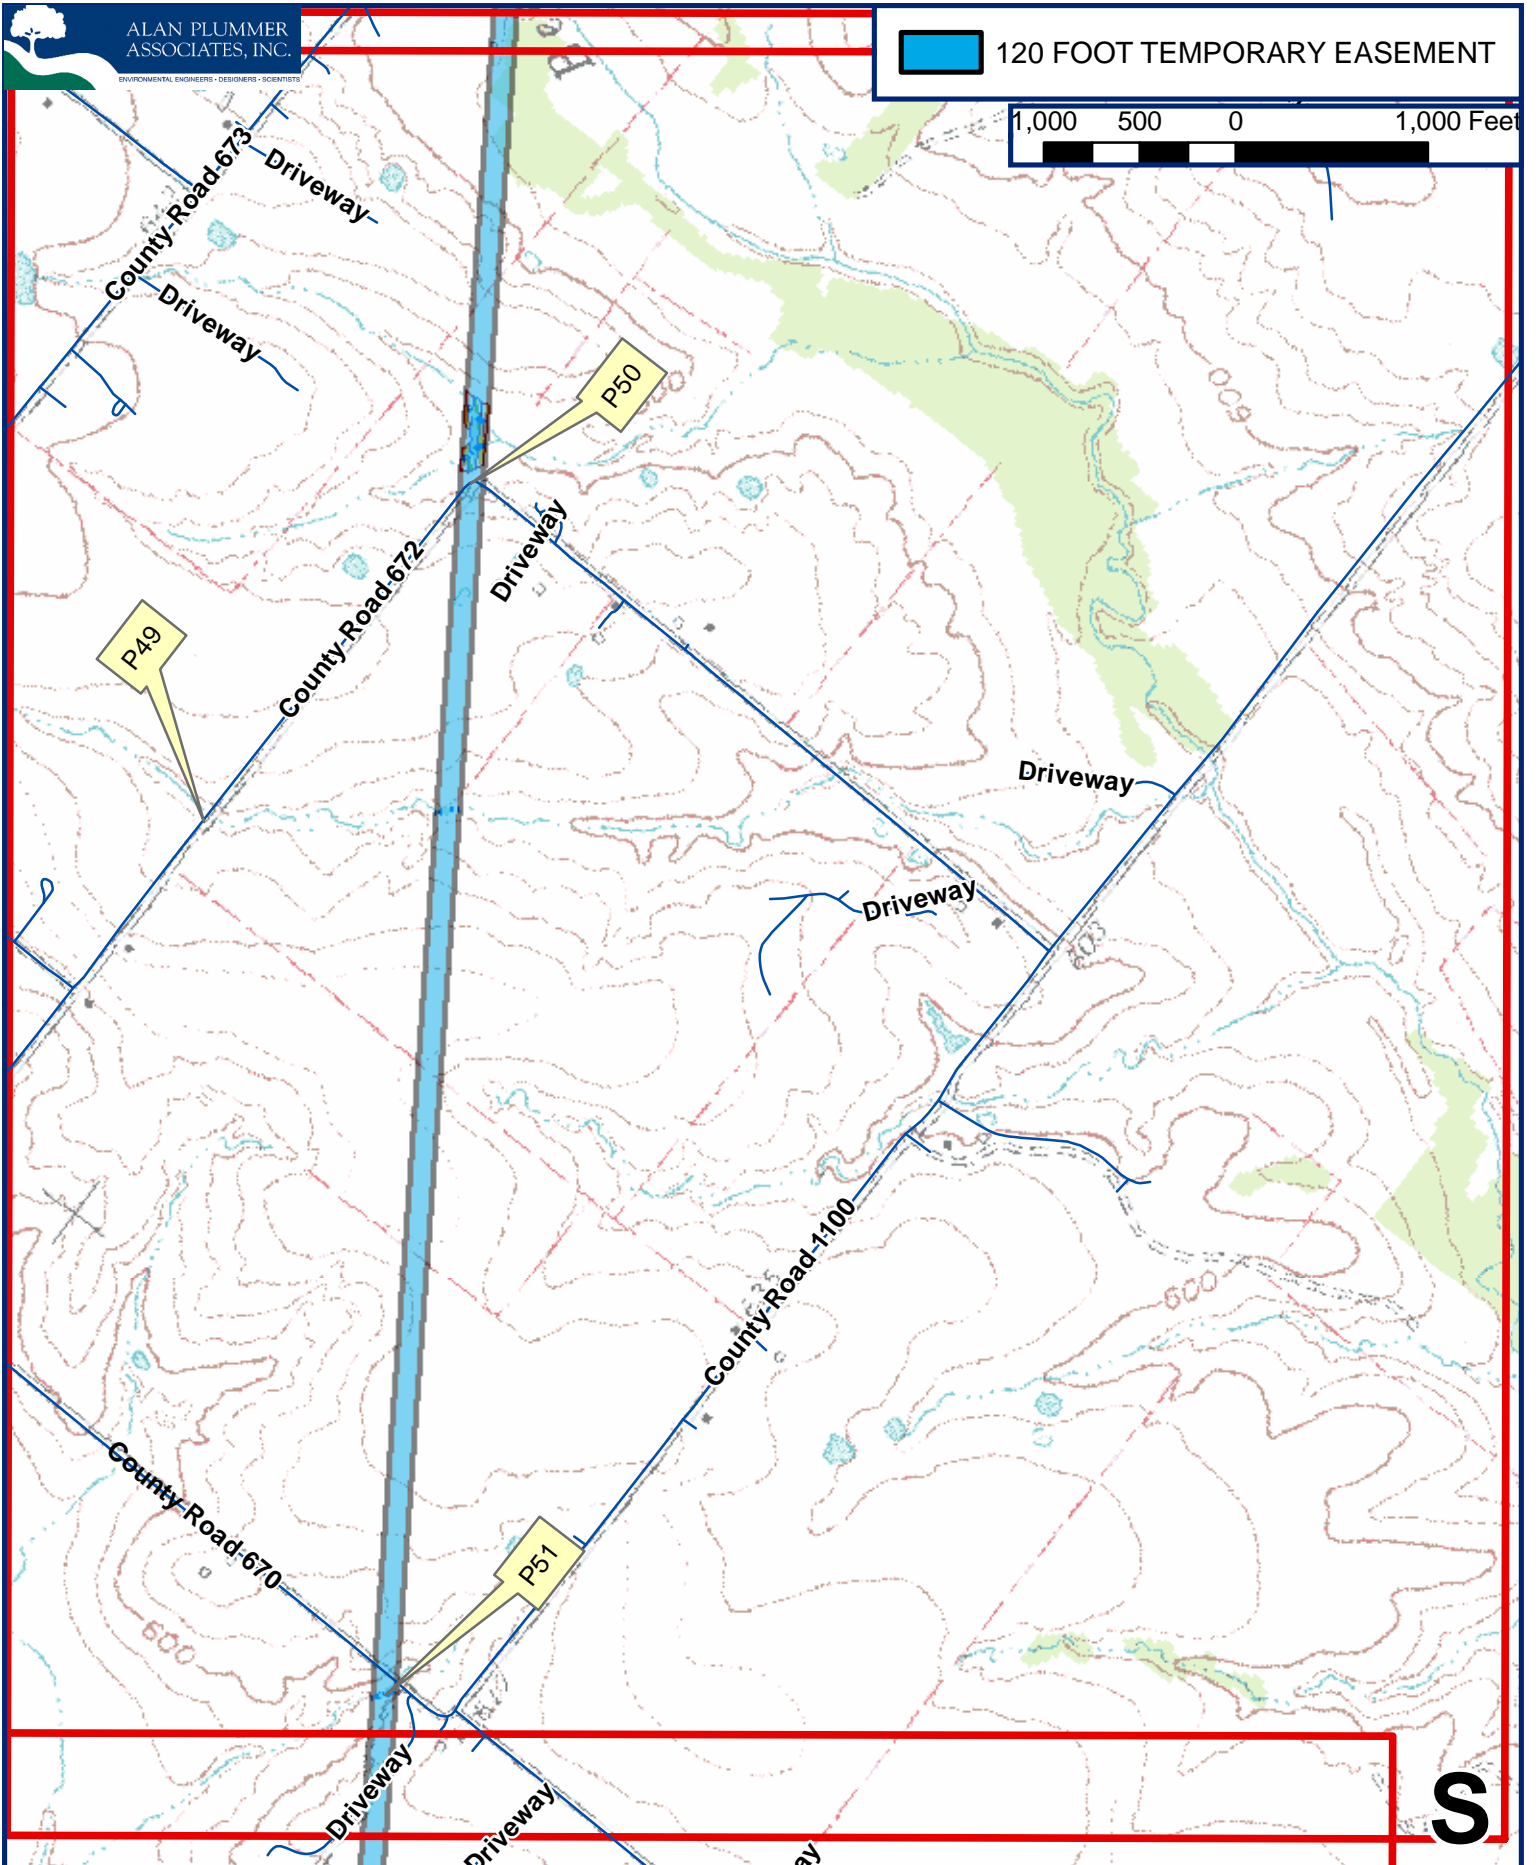 ALAN PLUMMER
ASSOCIATES, INC.
ENVIRONMENTAL ENGINEERS • DESIGNERS • SCIENTISTS
120 FOOT TEMPORARY EASEMENT
1,000 500 0 1,000 Feet
County Road 673
Driveway
Driveway
P50
600
County Road 672
Driveway
P49
Driveway
Driveway
County Road 1100
600
County Road 670
P51
600
Driveway
Driveway
S